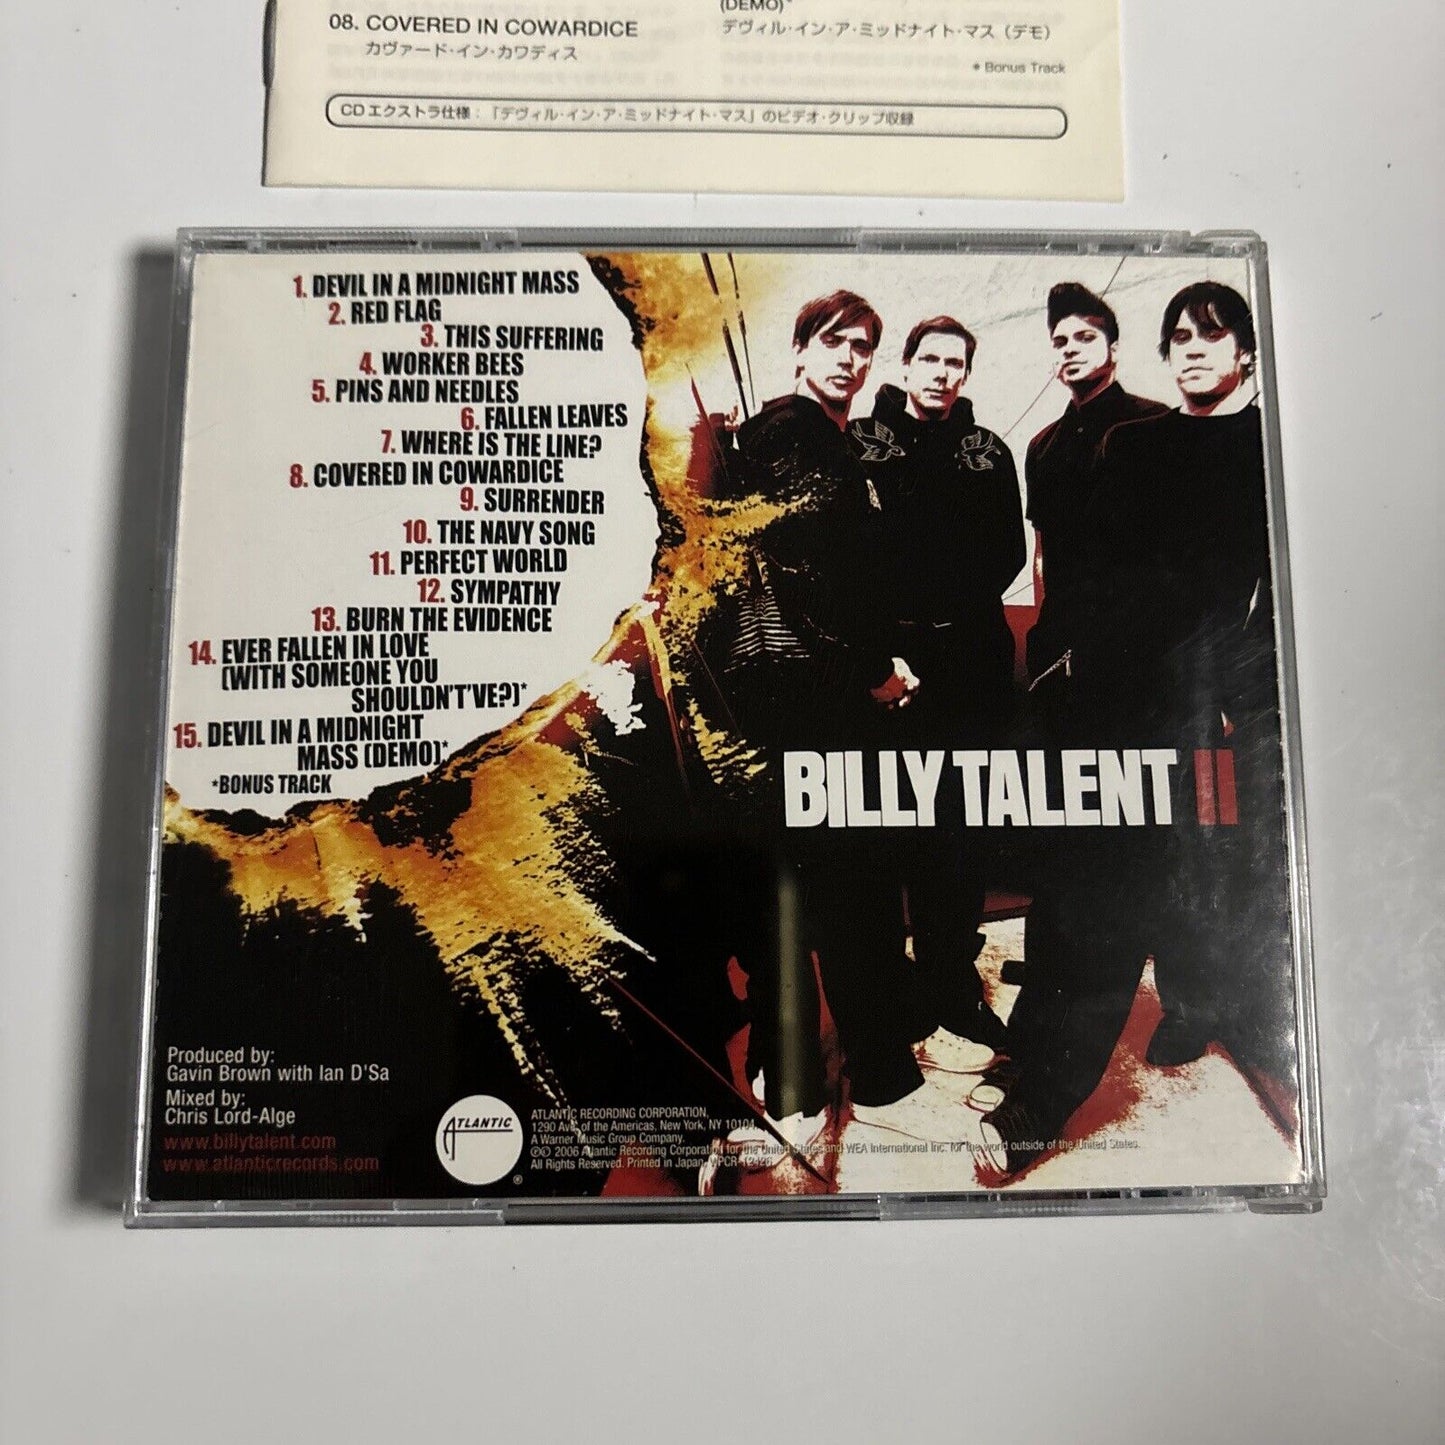 (DEMO)*
08. COVERED IN COWARDICE
カヴァード・イン・カワディス
デヴィル・イン・ア・ミッドナイト・マス（デモ）
* Bonus Track
CDエクストラ仕様：「デヴィル・イン・ア・ミッドナイト・マス」のビデオ・クリップ収録
1. DEVIL IN A MIDNIGHT MASS
2. RED FLAG
3. THIS SUFFERING
4. WORKER BEES
5. PINS AND NEEDLES
6. FALLEN LEAVES
7. WHERE IS THE LINE?
8. COVERED IN COWARDICE
9. SURRENDER
10. THE NAVY SONG
11. PERFECT WORLD
12. SYMPATHY
13. BURN THE EVIDENCE
14. EVER FALLEN IN LOVE
(WITH SOMEONE YOU
SHOULDN'T'VE?)*
15. DEVIL IN A MIDNIGHT
MASS (DEMO)*
*BONUS TRACK
BILLY TALENT II
Produced by:
Gavin Brown with Ian D'Sa
Mixed by:
Chris Lord-Alge
www.billytalent.com
www.atlanticrecords.com
ATLANTIC
®
ATLANTIC RECORDING CORPORATION,
1290 Ave. of the Americas, New York, NY 10104
A Warner Music Group Company.
℗© 2006 Atlantic Recording Corporation for the United States and WEA International Inc. for the world outside of the United States.
All Rights Reserved. Printed in Japan. WPCR-12426